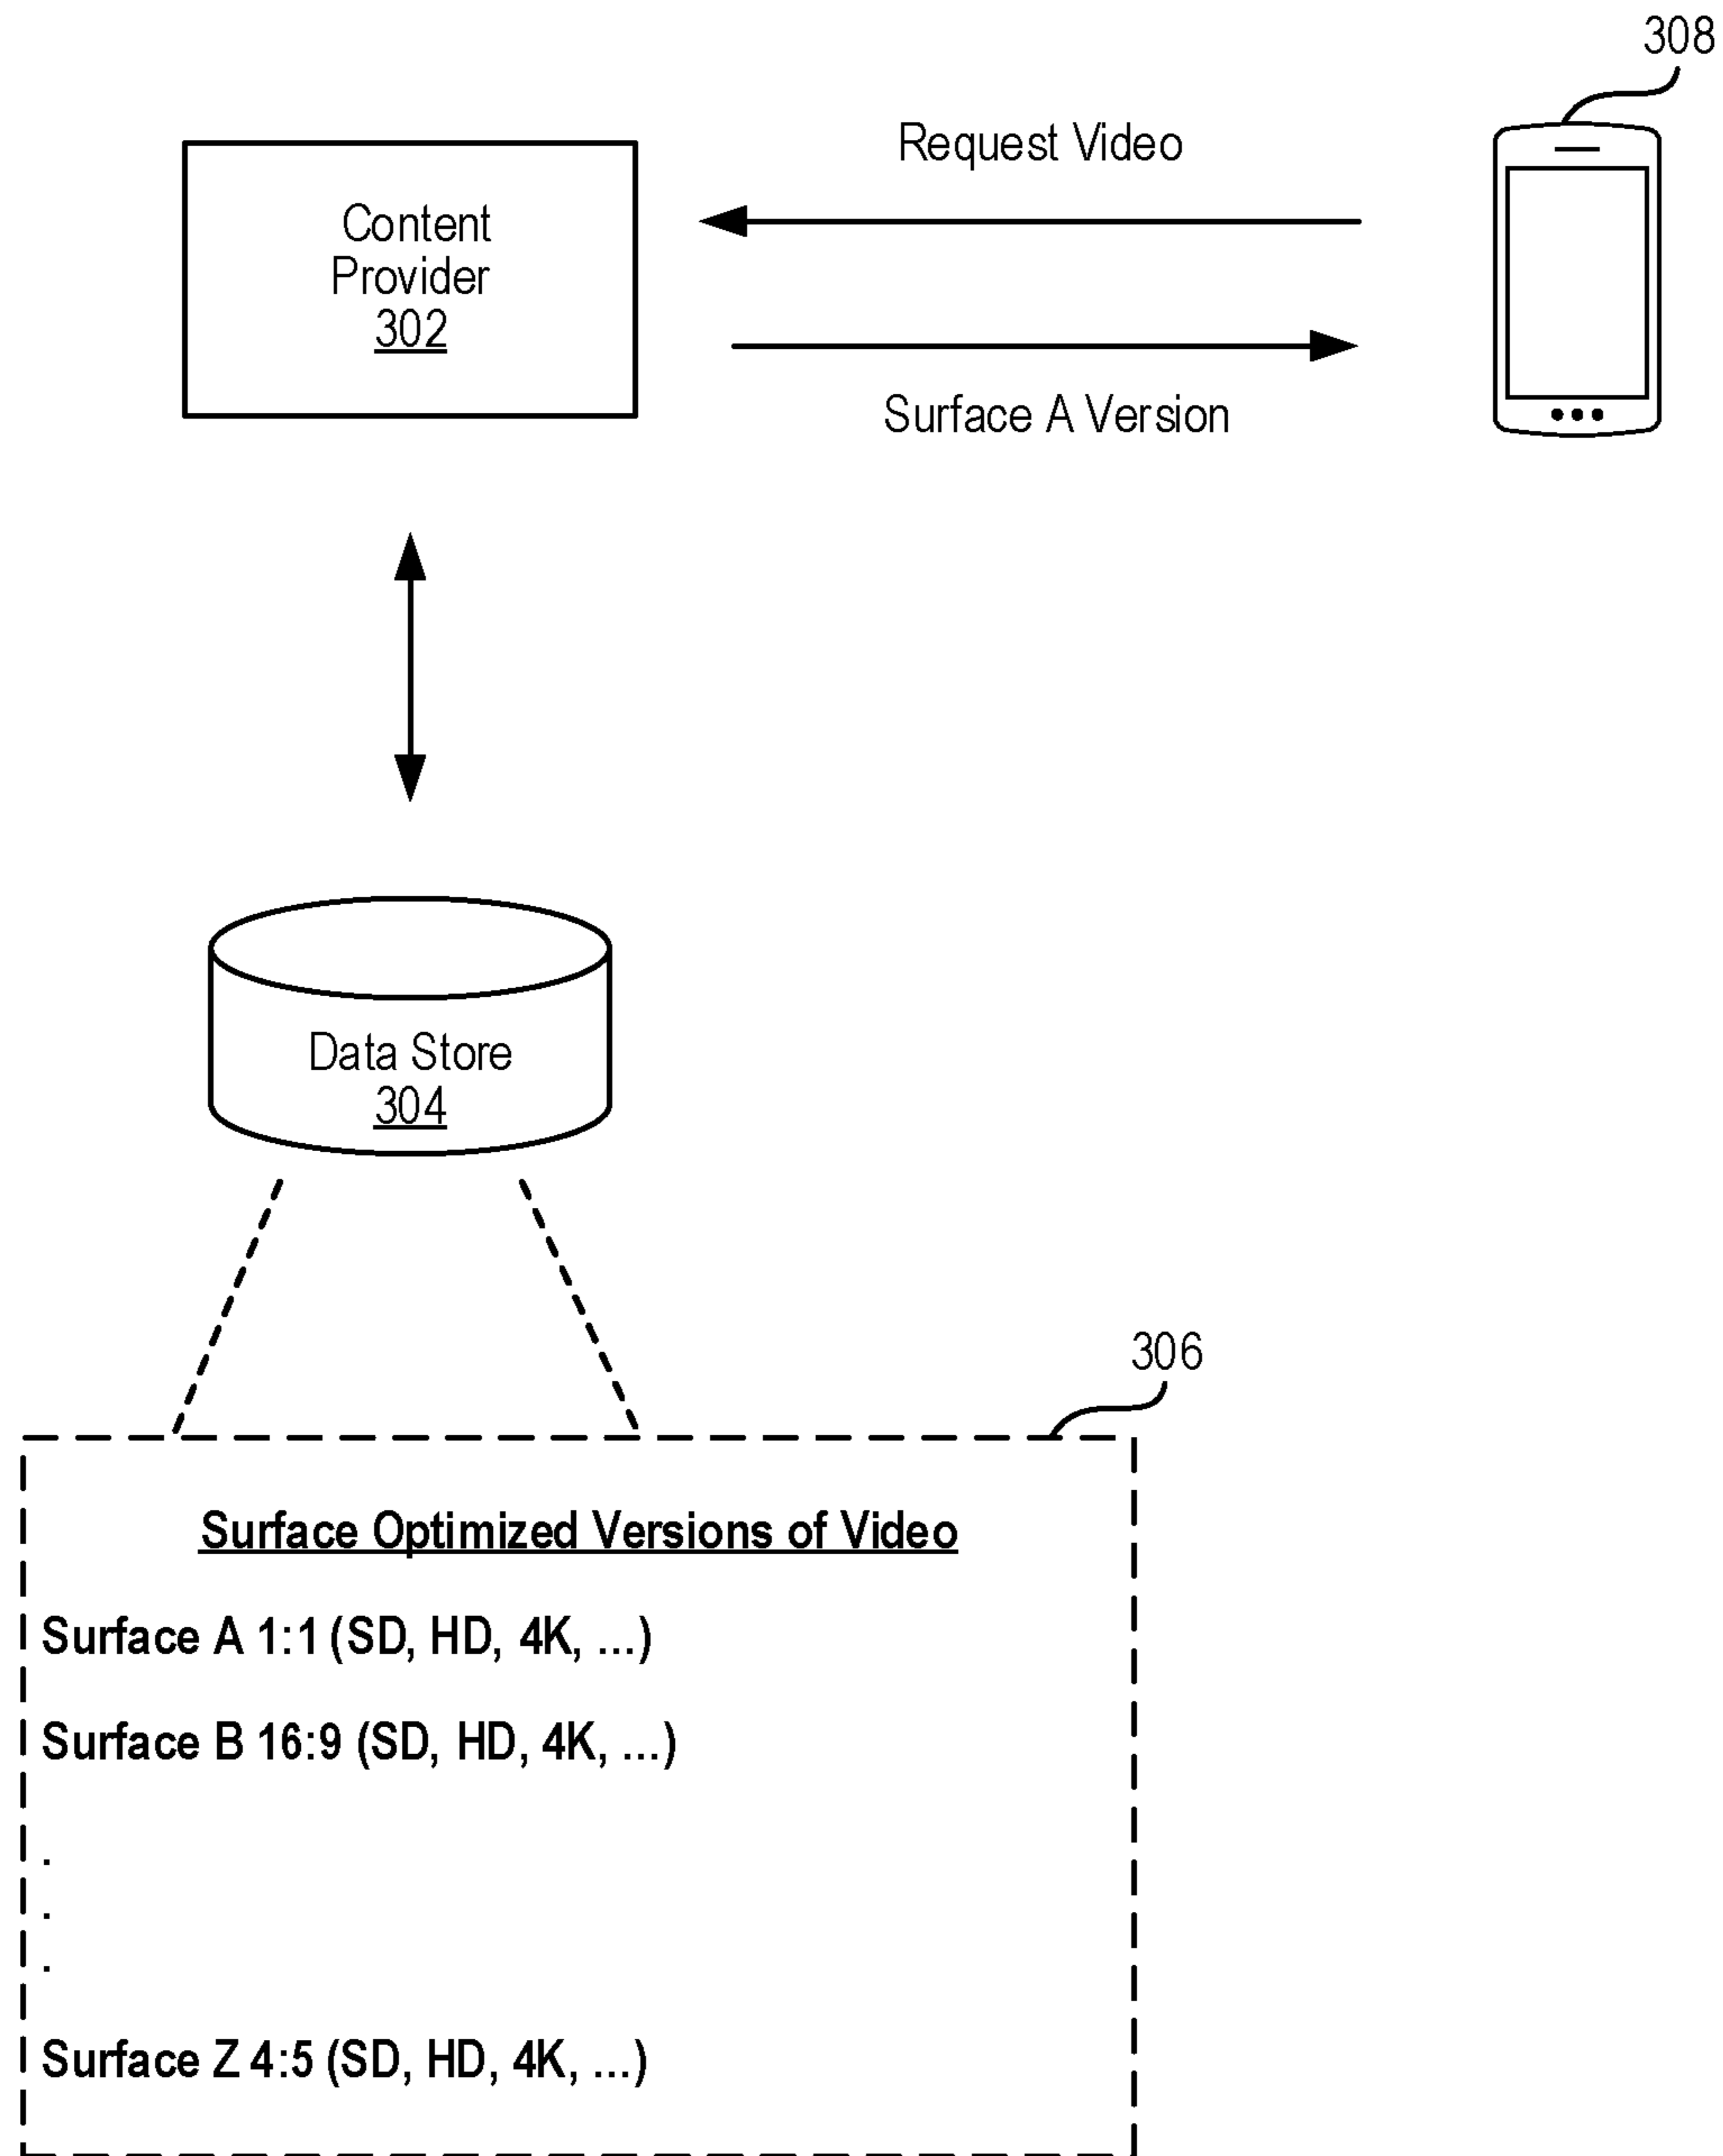 308
Request Video
Content
Provider
302
Surface A Version
Data Store
304
306
Surface Optimized Versions of Video
Surface A 1:1 (SD, HD, 4K, ...)
Surface B 16:9 (SD, HD, 4K, ...)
.
.
.
Surface Z 4:5 (SD, HD, 4K, ...)